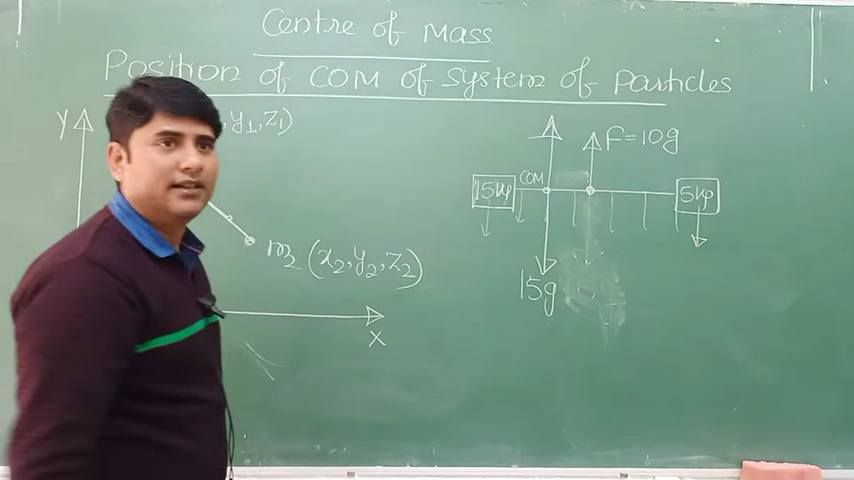 Centre of Mass
Position of COM of System of Particles
Y
, y1, z1)
F=10g
15kg
COM
5kg
m2 (x2, y2, z2)
15g
X